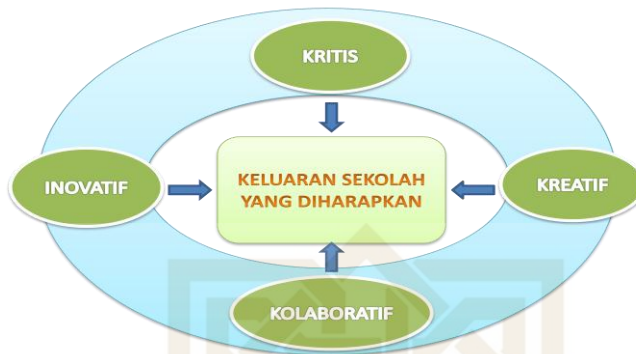 KRITIS
INOVATIF
KELUARAN SEKOLAH
YANG DIHARAPKAN
KREATIF
KOLABORATIF